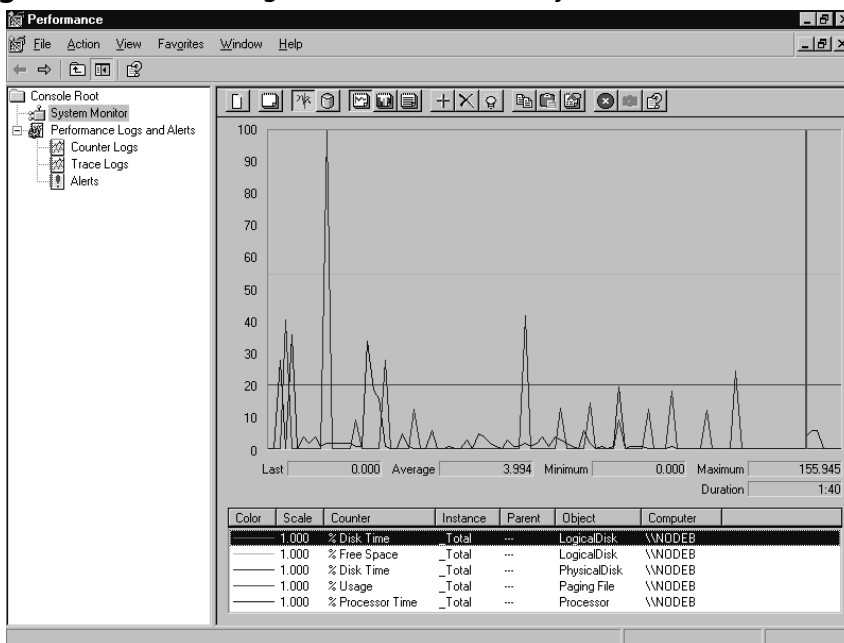 Performance
File Action View Favorites Window Help
Console Root
System Monitor
Performance Logs and Alerts
Counter Logs
Trace Logs
Alerts
100
90
80
70
60
50
40
30
20
10
0
Last 0.000 Average 3.994 Minimum 0.000 Maximum 155.945
Duration 1:40
Color Scale Counter Instance Parent Object Computer
1.000 % Disk Time _Total --- LogicalDisk \\NODEB
1.000 % Free Space _Total --- LogicalDisk \\NODEB
1.000 % Disk Time _Total --- PhysicalDisk \\NODEB
1.000 % Usage _Total --- Paging File \\NODEB
1.000 % Processor Time _Total --- Processor \\NODEB